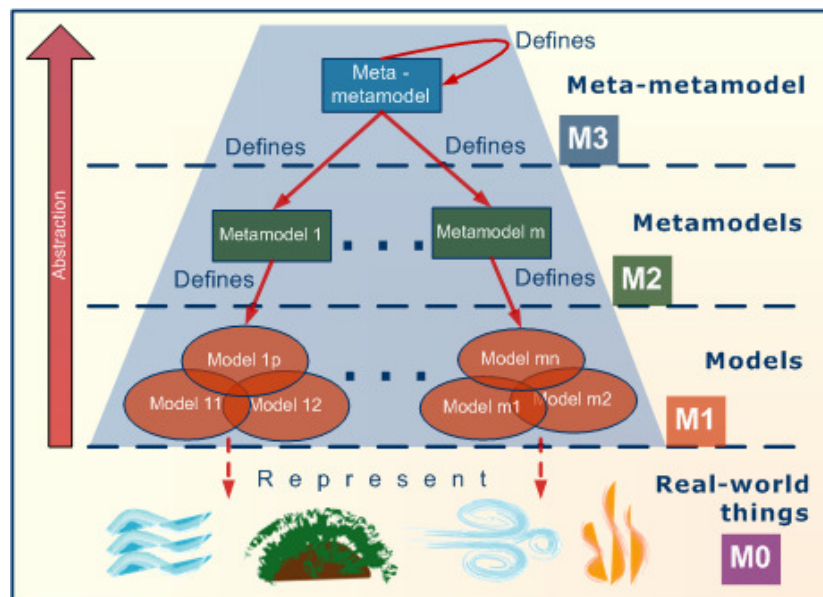 Defines
Meta -
metamodel
Meta-metamodel
M3
Defines
Defines
Abstraction
Metamodels
Metamodel 1
. . .
Metamodel m
M2
Defines
Defines
Models
Model 1p
. . .
Model mn
Model 11
Model 12
Model m1
Model m2
M1
Represent
Real-world
things
M0